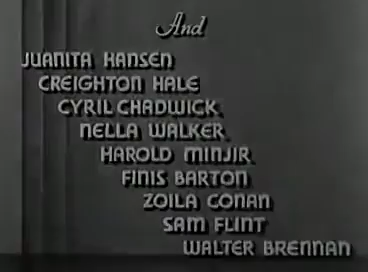 And
JUANITA HANSEN
CREIGHTON HALE
CYRIL CHADWICK
NELLA WALKER
HAROLD MINJIR
FINIS BARTON
ZOILA CONAN
SAM FLINT
WALTER BRENNAN